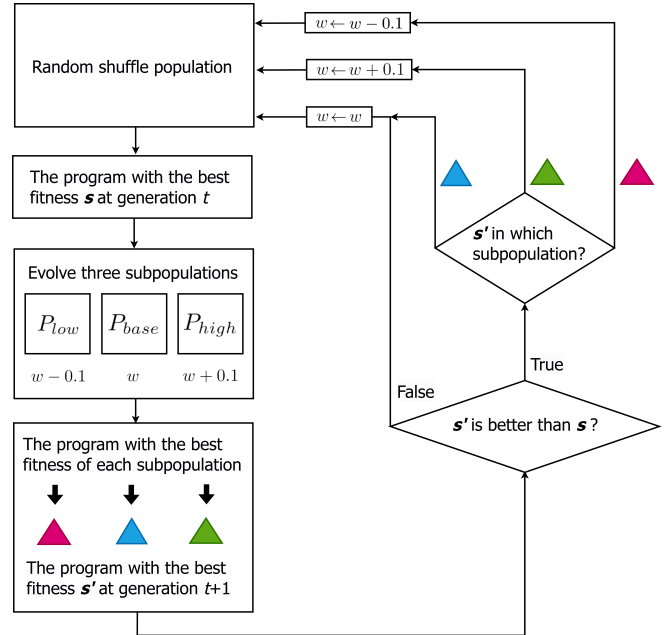 Random shuffle population
w ← w − 0.1
w ← w + 0.1
w ← w
The program with the best
fitness s at generation t
Evolve three subpopulations
P_low P_base P_high
w − 0.1 w w + 0.1
The program with the best
fitness of each subpopulation
The program with the best
fitness s' at generation t+1
s' in which
subpopulation?
True
False
s' is better than s ?